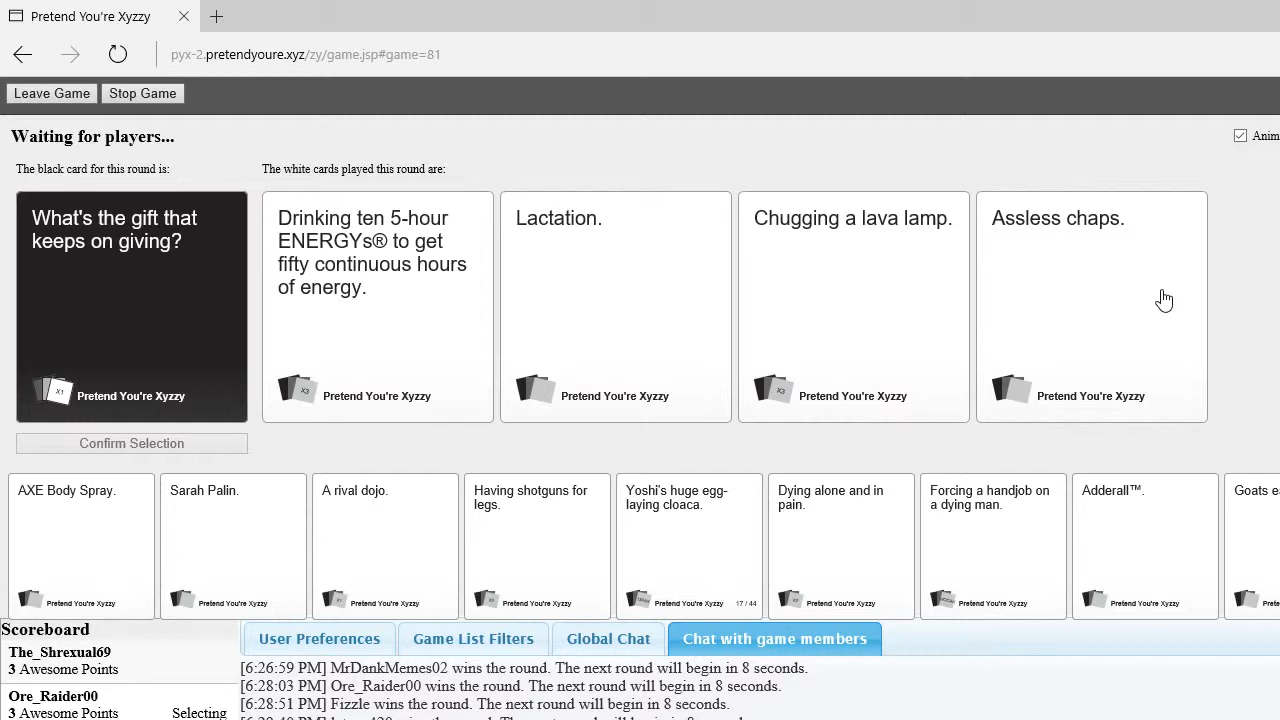 Pretend You're Xyzzy
pyx-2.pretendyoure.xyz/zy/game.jsp#game=81
Leave Game Stop Game
Waiting for players...
Anim
The black card for this round is:
The white cards played this round are:
What's the gift that
keeps on giving?
X1
Pretend You're Xyzzy
Drinking ten 5-hour
ENERGYs® to get
fifty continuous hours
of energy.
X3
Pretend You're Xyzzy
Lactation.
Pretend You're Xyzzy
Chugging a lava lamp.
X3
Pretend You're Xyzzy
Assless chaps.
Pretend You're Xyzzy
Confirm Selection
AXE Body Spray.
Pretend You're Xyzzy
Sarah Palin.
Pretend You're Xyzzy
A rival dojo.
Pretend You're Xyzzy
Having shotguns for
legs.
Pretend You're Xyzzy
Yoshi's huge egg-
laying cloaca.
Pretend You're Xyzzy 17 / 44
Dying alone and in
pain.
Pretend You're Xyzzy
Forcing a handjob on
a dying man.
Pretend You're Xyzzy
Adderall™.
Pretend You're Xyzzy
Goats ea
Pretend
Scoreboard
The_Shrexual69
3 Awesome Points
Ore_Raider00
3 Awesome Points Selecting
User Preferences Game List Filters Global Chat Chat with game members
[6:26:59 PM] MrDankMemes02 wins the round. The next round will begin in 8 seconds.
[6:28:03 PM] Ore_Raider00 wins the round. The next round will begin in 8 seconds.
[6:28:51 PM] Fizzle wins the round. The next round will begin in 8 seconds.